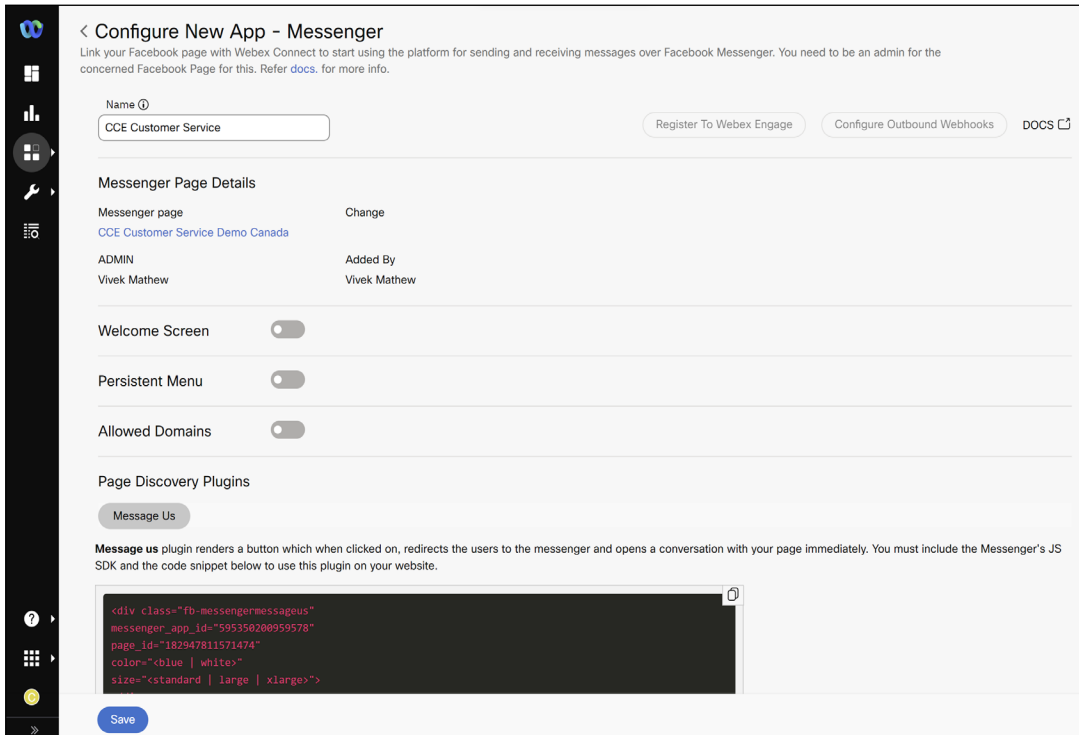 Configure New App - Messenger
Link your Facebook page with Webex Connect to start using the platform for sending and receiving messages over Facebook Messenger. You need to be an admin for the
concerned Facebook Page for this. Refer docs. for more info.
Name
CCE Customer Service
Register To Webex Engage
Configure Outbound Webhooks
DOCS
Messenger Page Details
Messenger page
Change
CCE Customer Service Demo Canada
ADMIN
Added By
Vivek Mathew
Vivek Mathew
Welcome Screen
Persistent Menu
Allowed Domains
Page Discovery Plugins
Message Us
Message us plugin renders a button which when clicked on, redirects the users to the messenger and opens a conversation with your page immediately. You must include the Messenger's JS
SDK and the code snippet below to use this plugin on your website.
<div class="fb-messengermessageus"
messenger_app_id="595350200959578"
page_id="182947811571474"
color="<blue | white>"
size="<standard | large | xlarge>">
Save
C